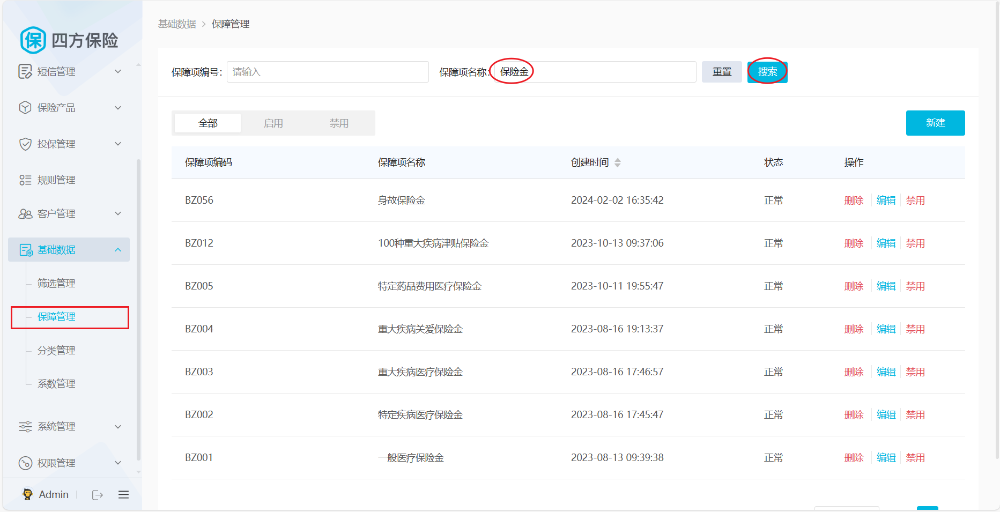 保 四方保险
短信管理
保险产品
投保管理
规则管理
客户管理
基础数据
筛选管理
保障管理
分类管理
系数管理
系统管理
权限管理
Admin
基础数据 > 保障管理
保障项编号: 请输入 保障项名称: 保险金 重置 搜索
全部 启用 禁用 新建
保障项编码 保障项名称 创建时间 状态 操作
BZ056 身故保险金 2024-02-02 16:35:42 正常 删除 编辑 禁用
BZ012 100种重大疾病津贴保险金 2023-10-13 09:37:06 正常 删除 编辑 禁用
BZ005 特定药品费用医疗保险金 2023-10-11 19:55:47 正常 删除 编辑 禁用
BZ004 重大疾病关爱保险金 2023-08-16 19:13:37 正常 删除 编辑 禁用
BZ003 重大疾病医疗保险金 2023-08-16 17:46:57 正常 删除 编辑 禁用
BZ002 特定疾病医疗保险金 2023-08-16 17:45:47 正常 删除 编辑 禁用
BZ001 一般医疗保险金 2023-08-13 09:39:38 正常 删除 编辑 禁用